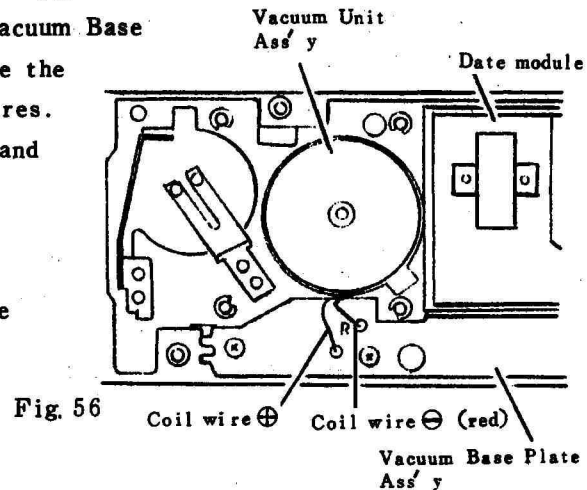 acuum Base
e the
res.
and
e
Vacuum Unit
Ass' y
Date module
R
Fig. 56
Coil wire ⊕
Coil wire ⊖ (red)
Vacuum Base Plate
Ass' y